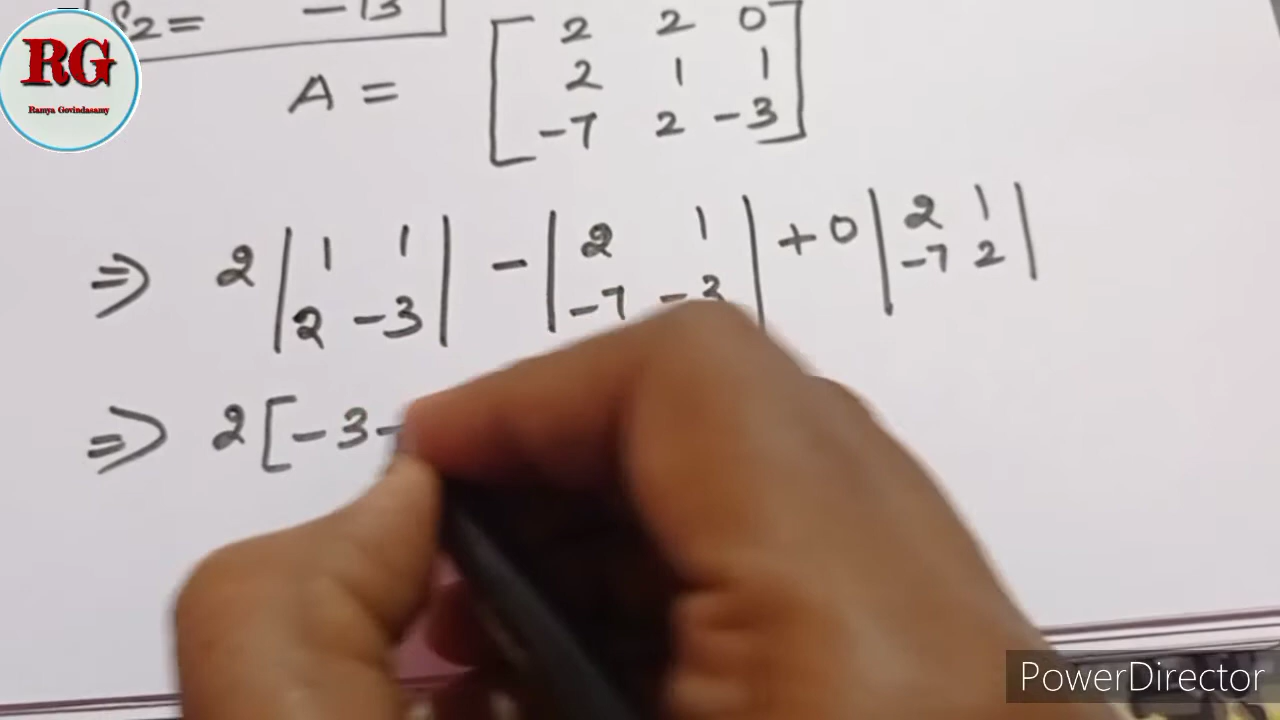 S2 = -13
RG
Ramya Govindasamy
A = [ 2 2 0
2 1 1
-7 2 -3 ]
⇒ 2 | 1 1 | - | 2 1 | + 0 | 2 1 |
| 2 -3 | | -7 -3 | | -7 2 |
⇒ 2 [ -3 -
PowerDirector